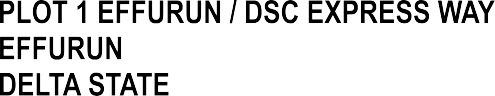 PLOT 1 EFFURUN / DSC EXPRESS WAY
EFFURUN
DELTA STATE